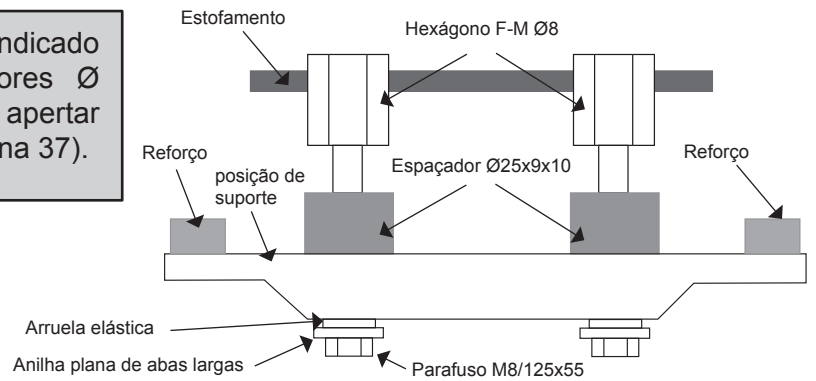 ndicado
ores Ø
apertar
na 37).
Estofamento
Hexágono F-M Ø8
Reforço
posição de
suporte
Espaçador Ø25x9x10
Reforço
Arruela elástica
Anilha plana de abas largas
Parafuso M8/125x55